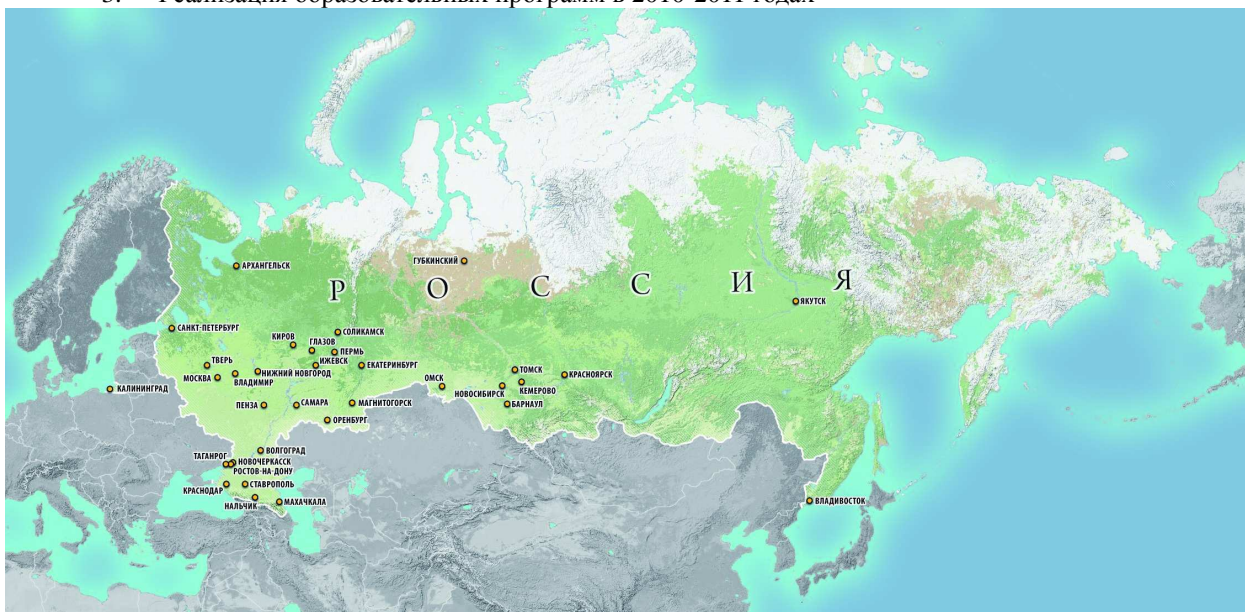 3. Реализация образовательных программ в 2010-2011 годах
АРХАНГЕЛЬСК
ГУБКИНСКИЙ
РОССИЯ
ЯКУТСК
САНКТ-ПЕТЕРБУРГ
СОЛИКАМСК
КИРОВ
ГЛАЗОВ
ПЕРМЬ
ТВЕРЬ
ИЖЕВСК
ЕКАТЕРИНБУРГ
НИЖНИЙ НОВГОРОД
МОСКВА
ВЛАДИМИР
ТОМСК
КРАСНОЯРСК
ОМСК
КАЛИНИНГРАД
НОВОСИБИРСК
КЕМЕРОВО
ПЕНЗА
САМАРА
МАГНИТОГОРСК
БАРНАУЛ
ОРЕНБУРГ
ВОЛГОГРАД
ТАГАНРОГ
НОВОЧЕРКАССК
РОСТОВ-НА-ДОНУ
КРАСНОДАР
СТАВРОПОЛЬ
НАЛЬЧИК
МАХАЧКАЛА
ВЛАДИВОСТОК